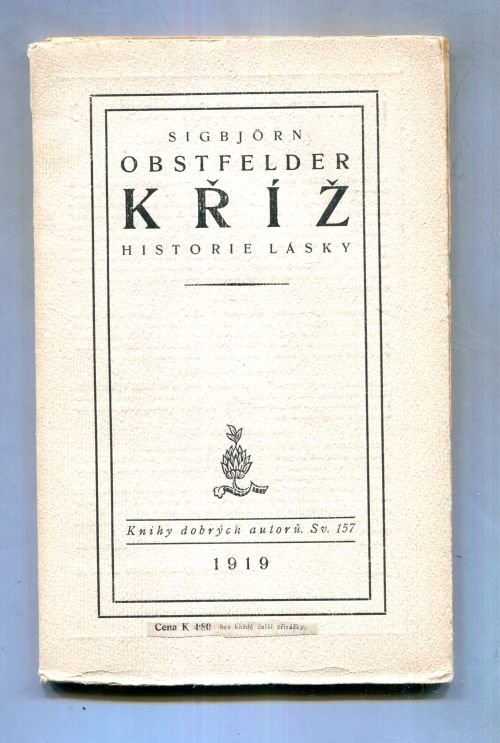 SIGBJÖRN
OBSTFELDER
KŘÍŽ
HISTORIE LÁSKY
Knihy dobrých autorů. Sv. 157
1919
Cena K 4·80 bez každé další přirážky.